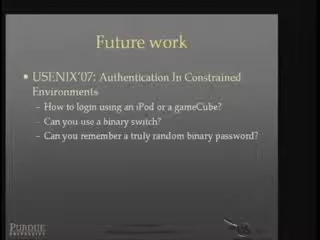 Future work
• USENIX'07: Authentication In Constrained
Environments
– How to login using an iPod or a gameCube?
– Can you use a binary switch?
– Can you remember a truly random binary password?
PURDUE
UNIVERSITY